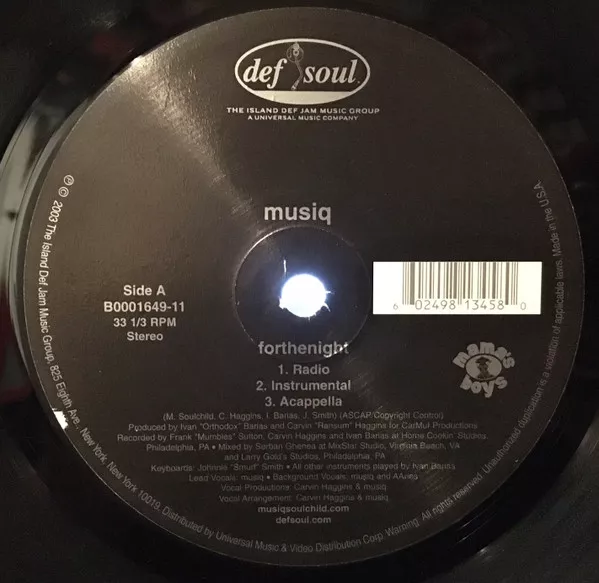 def soul.
THE ISLAND DEF JAM MUSIC GROUP
A UNIVERSAL MUSIC COMPANY
musiq
Side A
B0001649-11
33 1/3 RPM
Stereo
6 02498 13458 0
forthenight
1. Radio
2. Instrumental
3. Acappella
mama's boys
(M. Soulchild, C. Haggins, I. Barias, J. Smith) (ASCAP/Copyright Control)
Produced by Ivan "Orthodox" Barias and Carvin "Ransum" Haggins for CarMul Productions
Recorded by Frank "Mumbles" Sutton, Carvin Haggins and Ivan Barias at Home Cookin' Studios,
Philadelphia, PA • Mixed by Serban Ghenea at MixStar Studio, Virginia Beach, VA
and Larry Gold's Studios, Philadelphia, PA
Keyboards: Johnnie "Smurf" Smith • All other instruments played by Ivan Barias
Lead Vocals: musiq • Background Vocals: musiq and AAries
Vocal Productions: Carvin Haggins & musiq
Vocal Arrangement: Carvin Haggins & musiq
musiqsoulchild.com
defsoul.com
℗ © 2003 The Island Def Jam Music Group, 825 Eighth Ave., New York, New York 10019. Distributed by Universal Music & Video Distribution Corp. Warning: All rights reserved. Unauthorized duplication is a violation of applicable laws. Made in the U.S.A.